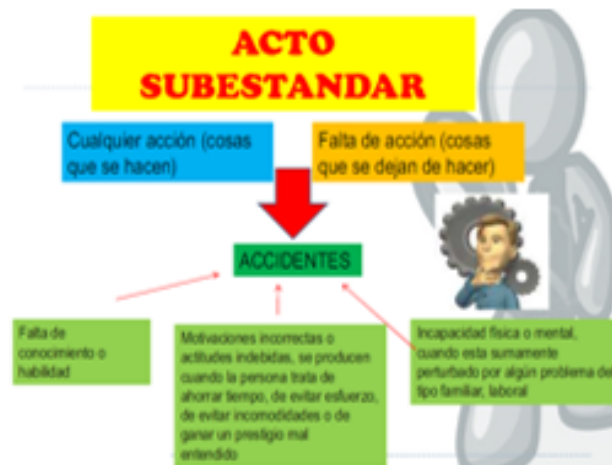 ACTO
SUBESTANDAR
Cualquier acción (cosas
que se hacen)
Falta de acción (cosas
que se dejan de hacer)
ACCIDENTES
Falta de
conocimiento o
habilidad
Motivaciones incorrectas o
actitudes indebidas, se producen
cuando la persona trata de
ahorrar tiempo, de evitar esfuerzo,
de evitar incomodidades o de
ganar un prestigio mal
entendido
Incapacidad física o mental,
cuando esta sumamente
perturbado por algún problema de
tipo familiar, laboral